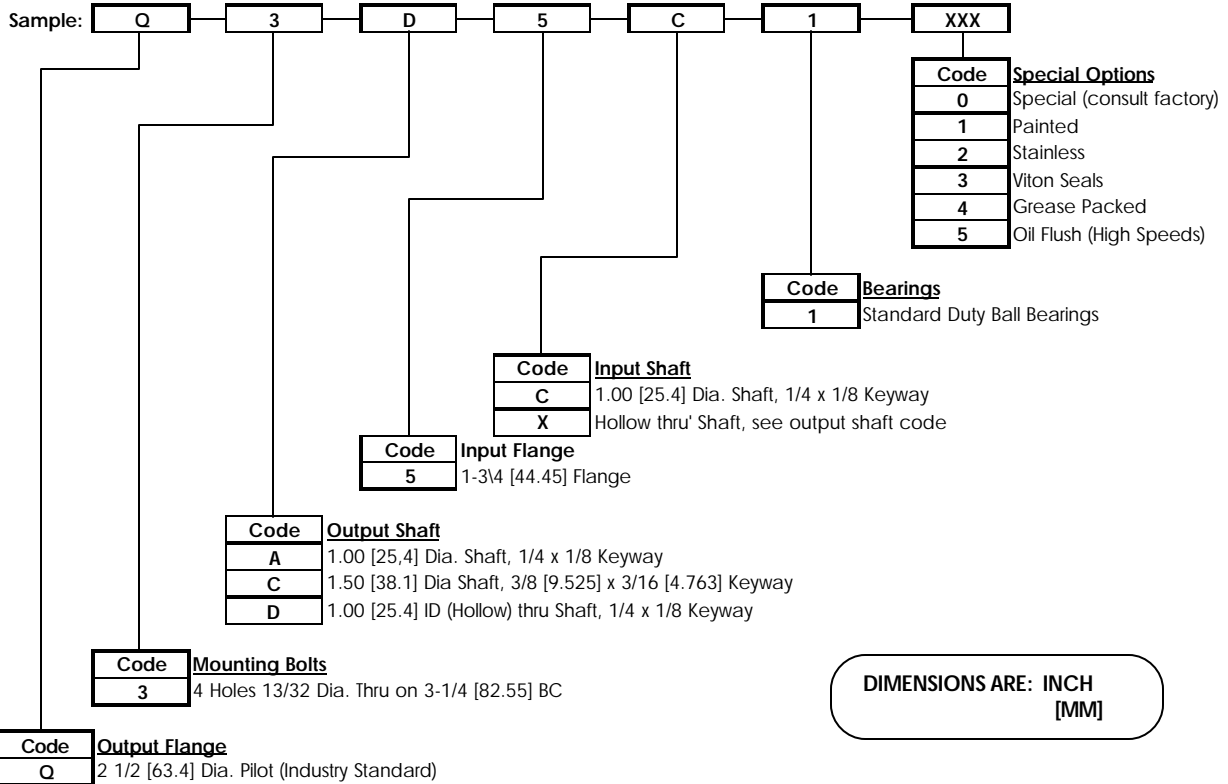 Sample: Q 3 D 5 C 1 XXX
Code Special Options
0 Special (consult factory)
1 Painted
2 Stainless
3 Viton Seals
4 Grease Packed
5 Oil Flush (High Speeds)
Code Bearings
1 Standard Duty Ball Bearings
Code Input Shaft
C 1.00 [25.4] Dia. Shaft, 1/4 x 1/8 Keyway
X Hollow thru' Shaft, see output shaft code
Code Input Flange
5 1-3\4 [44.45] Flange
Code Output Shaft
A 1.00 [25,4] Dia. Shaft, 1/4 x 1/8 Keyway
C 1.50 [38.1] Dia Shaft, 3/8 [9.525] x 3/16 [4.763] Keyway
D 1.00 [25.4] ID (Hollow) thru Shaft, 1/4 x 1/8 Keyway
Code Mounting Bolts
3 4 Holes 13/32 Dia. Thru on 3-1/4 [82.55] BC
DIMENSIONS ARE: INCH
[MM]
Code Output Flange
Q 2 1/2 [63.4] Dia. Pilot (Industry Standard)